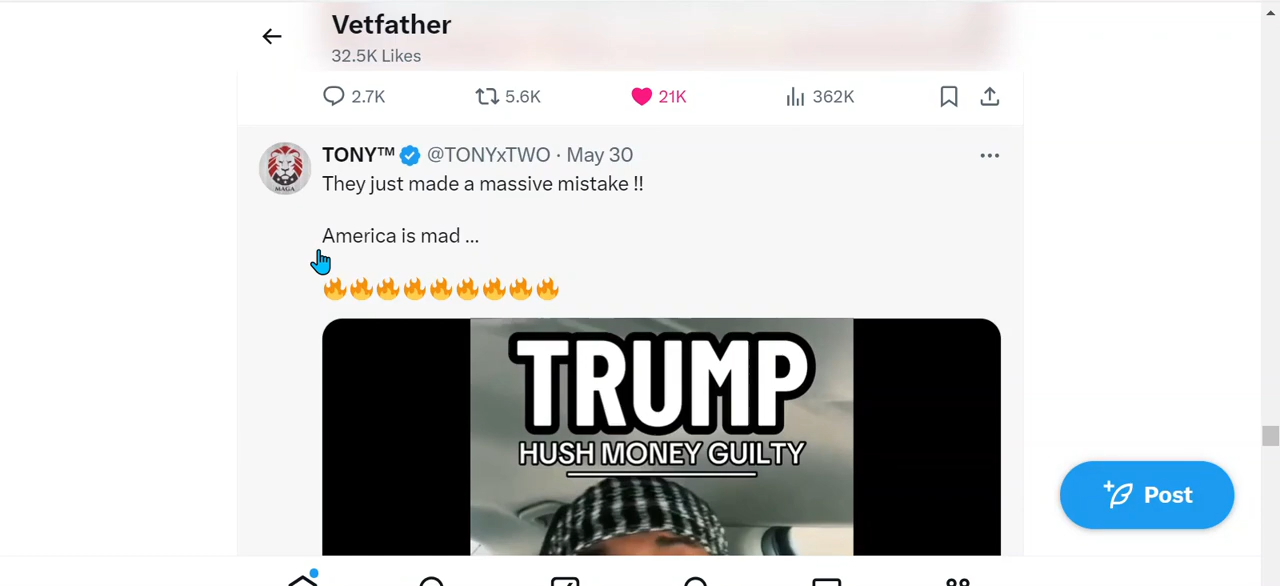 Vetfather
32.5K Likes
2.7K 5.6K 21K 362K
TONY™ @TONYxTWO · May 30
They just made a massive mistake !!
America is mad ...
🔥🔥🔥🔥🔥🔥🔥🔥🔥
TRUMP
HUSH MONEY GUILTY
MAGA
Post